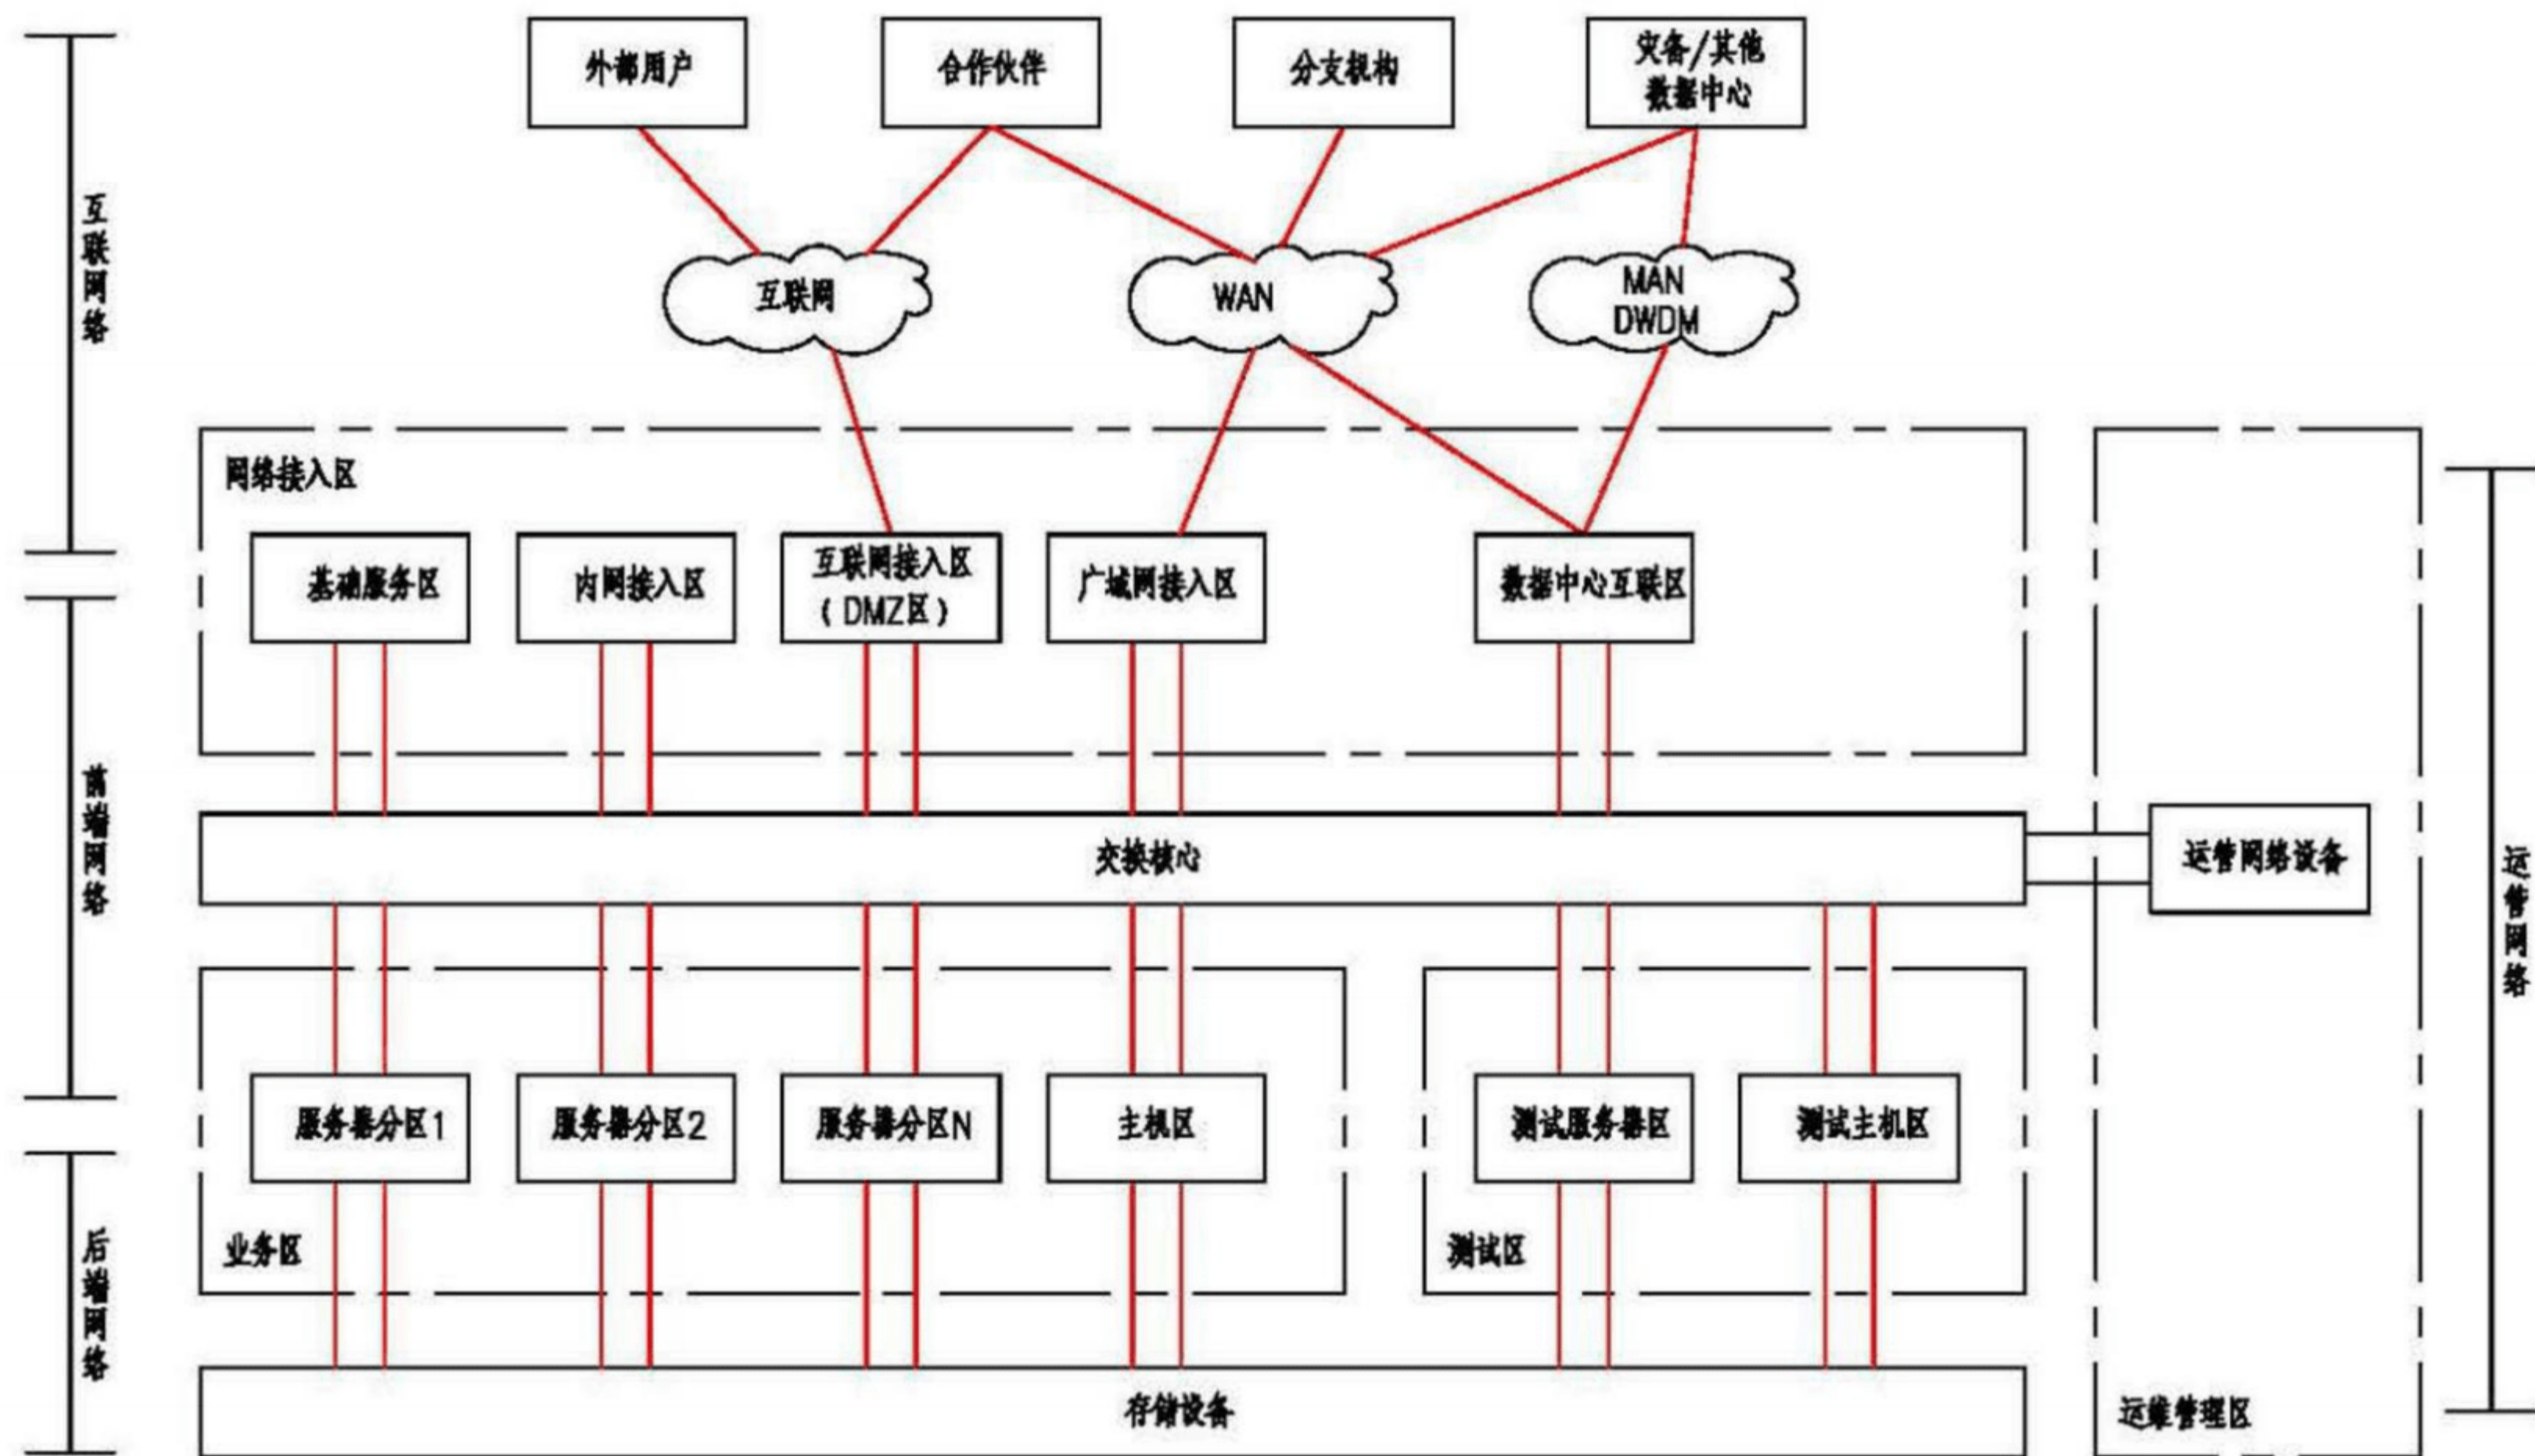 外部用户
合作伙伴
分支机构
灾备/其他
数据中心
互联网络
互联网
WAN
MAN
DWDM
网络接入区
基础服务区
内网接入区
互联网接入区
(DMZ区)
广域网接入区
数据中心互联区
前端网络
交换核心
运管网络设备
运管网络
服务器分区1
服务器分区2
服务器分区N
主机区
测试服务器区
测试主机区
业务区
测试区
后端网络
存储设备
运维管理区